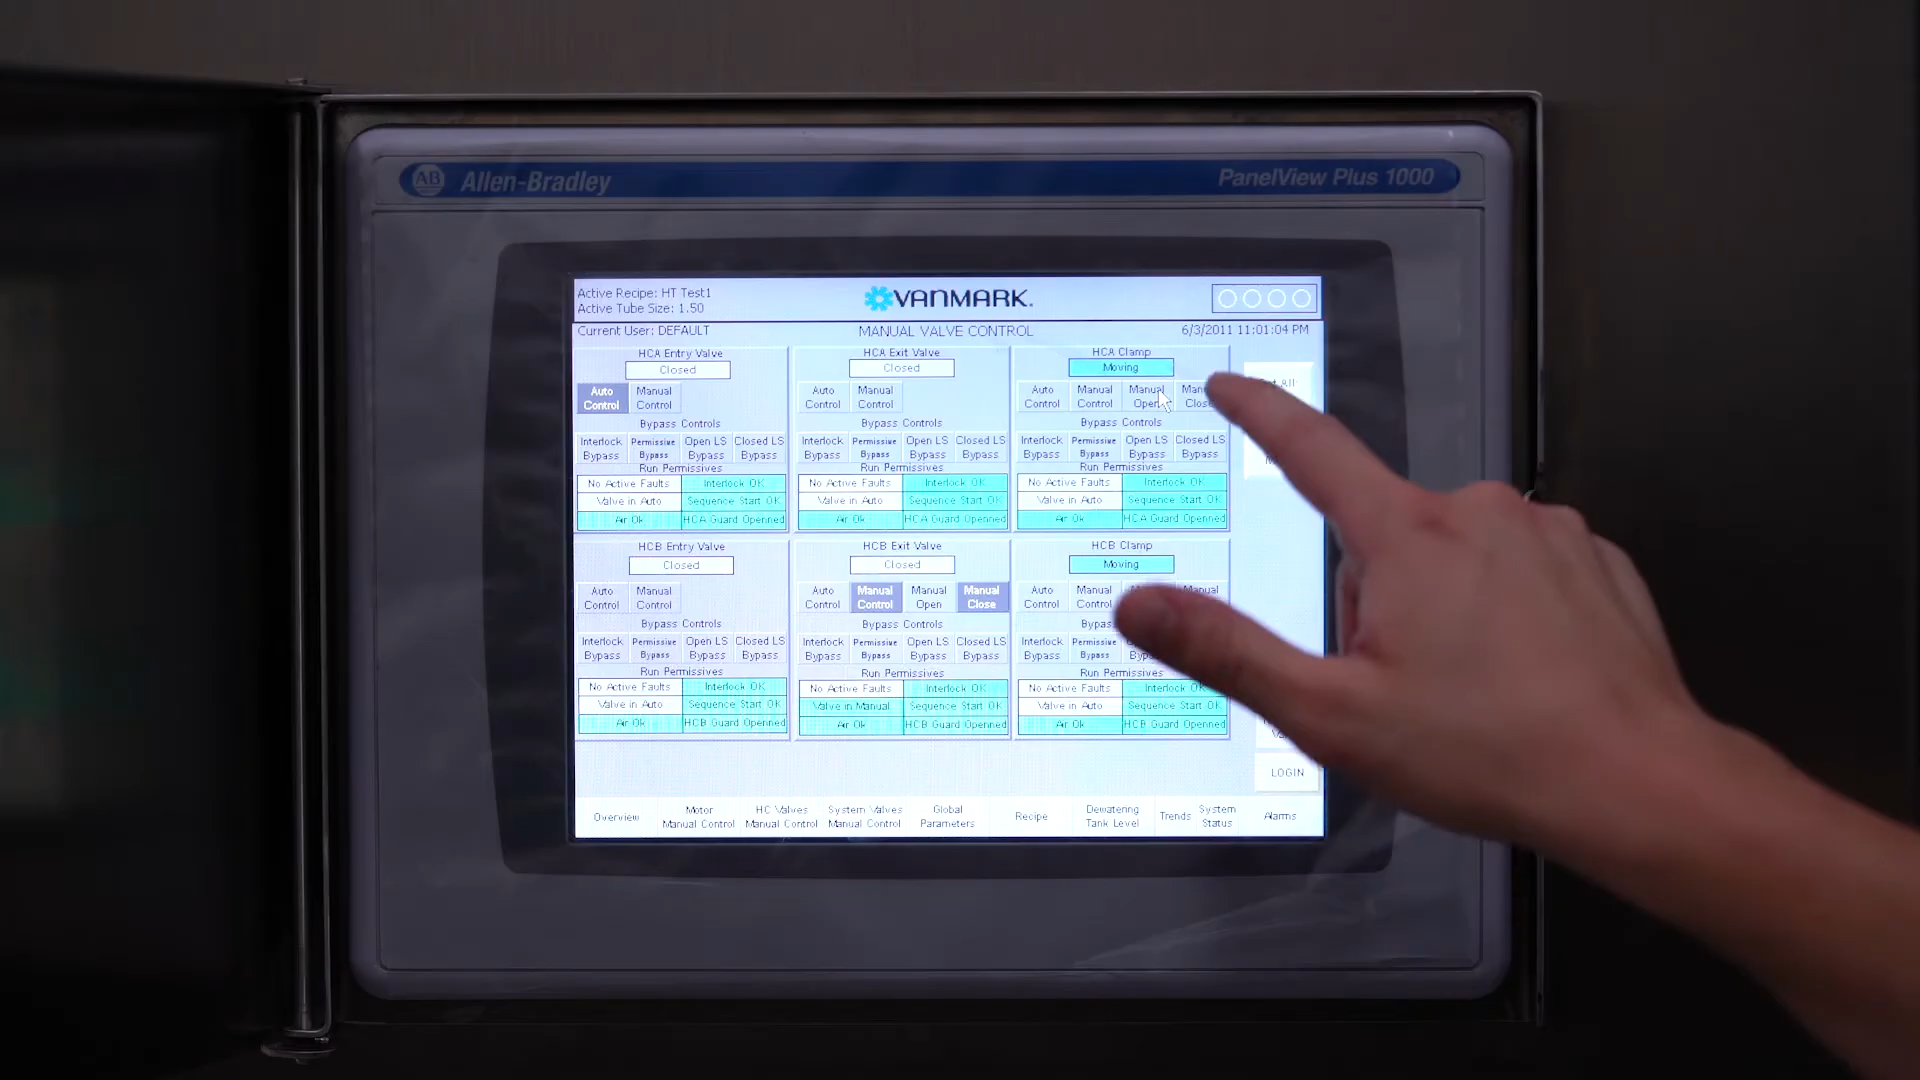 AB Allen-Bradley
PanelView Plus 1000
Active Recipe: HT Test1
Active Tube Size: 1.50
VANMARK.
Current User: DEFAULT
MANUAL VALVE CONTROL
6/3/2011 11:01:04 PM
HCA Entry Valve
Closed
Auto Control
Manual Control
Bypass Controls
Interlock Bypass
Permissive Bypass
Open LS Bypass
Closed LS Bypass
Run Permissives
No Active Faults
Interlock OK
Valve in Auto
Sequence Start OK
Air Ok
HCA Guard Openned
HCA Exit Valve
Closed
Auto Control
Manual Control
Bypass Controls
Interlock Bypass
Permissive Bypass
Open LS Bypass
Closed LS Bypass
Run Permissives
No Active Faults
Interlock OK
Valve in Auto
Sequence Start OK
Air Ok
HCA Guard Openned
HCA Clamp
Moving
Auto Control
Manual Control
Manual Open
Close
Bypass Controls
Interlock Bypass
Permissive Bypass
Open LS Bypass
Closed LS Bypass
Run Permissives
No Active Faults
Interlock OK
Valve in Auto
Sequence Start OK
Air Ok
HCA Guard Openned
HCB Entry Valve
Closed
Auto Control
Manual Control
Bypass Controls
Interlock Bypass
Permissive Bypass
Open LS Bypass
Closed LS Bypass
Run Permissives
No Active Faults
Interlock OK
Valve in Auto
Sequence Start OK
Air Ok
HCB Guard Openned
HCB Exit Valve
Closed
Auto Control
Manual Control
Manual Open
Manual Close
Bypass Controls
Interlock Bypass
Permissive Bypass
Open LS Bypass
Closed LS Bypass
Run Permissives
No Active Faults
Interlock OK
Valve in Manual
Sequence Start OK
Air Ok
HCB Guard Openned
HCB Clamp
Moving
Auto Control
Manual Control
Manual
Bypass
Interlock Bypass
Permissive Bypass
Run Permissives
No Active Faults
Interlock OK
Valve in Auto
Sequence Start OK
Air Ok
HCB Guard Openned
LOGIN
Overview
Motor Manual Control
HC Valves Manual Control
System Valves Manual Control
Global Parameters
Recipe
Dewatering Tank Level
Trends
System Status
Alarms